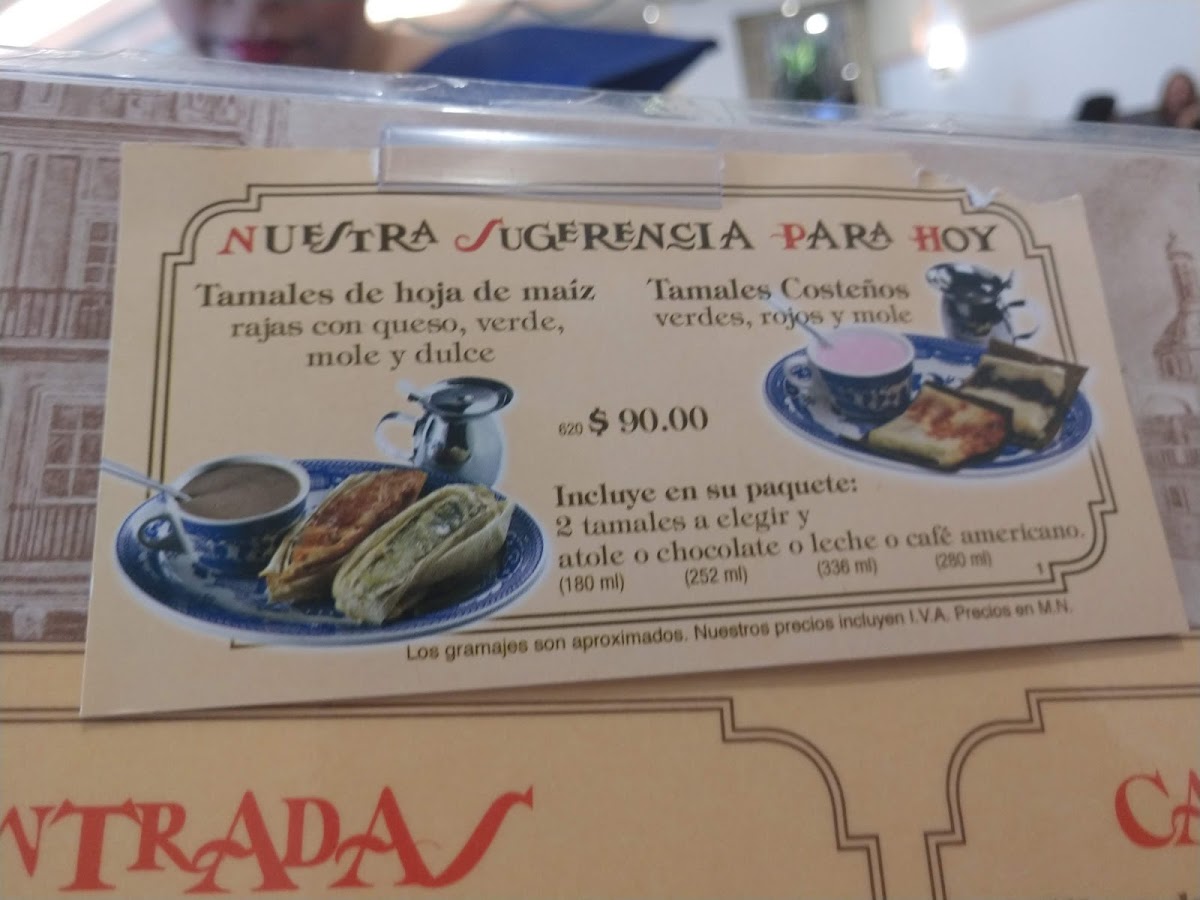 NUESTRA SUGERENCIA PARA HOY
Tamales de hoja de maíz
rajas con queso, verde,
mole y dulce
Tamales Costeños
verdes, rojos y mole
620 $ 90.00
Incluye en su paquete:
2 tamales a elegir y
atole o chocolate o leche o café americano.
(180 ml) (252 ml) (336 ml) (280 ml) 1
Los gramajes son aproximados. Nuestros precios incluyen I.V.A. Precios en M.N.
NTRADAS
CA